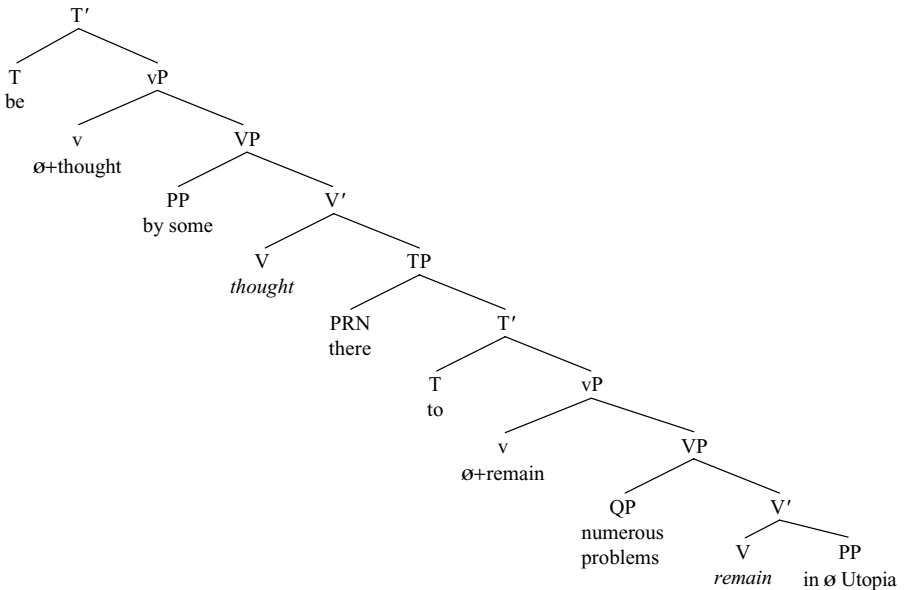 T′
T
vP
be
v
VP
ø+thought
PP
V′
by some
V
TP
thought
PRN
T′
there
T
vP
to
v
VP
ø+remain
QP
V′
numerous
problems
V
PP
remain
in ø Utopia